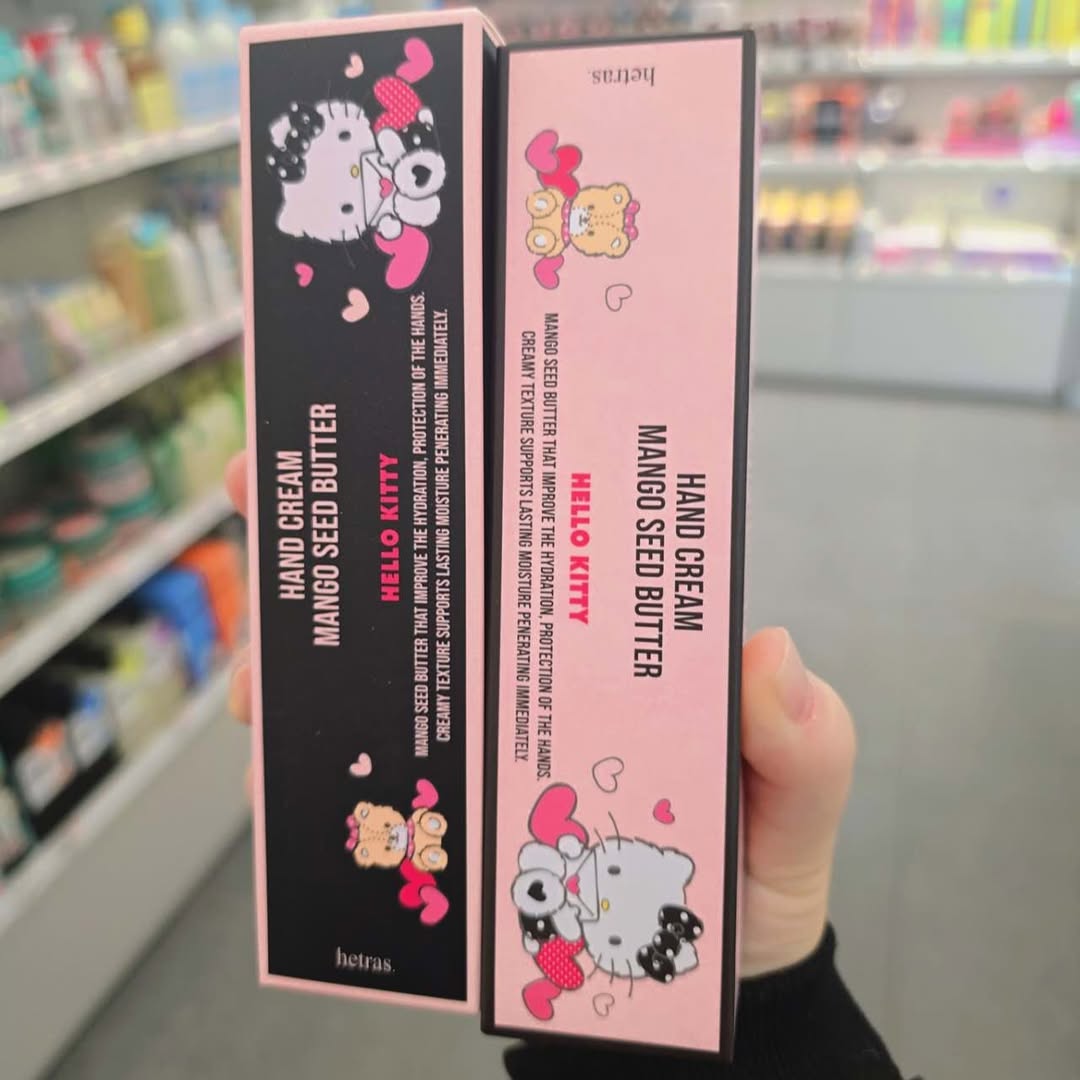 HAND CREAM
MANGO SEED BUTTER
HELLO KITTY
MANGO SEED BUTTER THAT IMPROVE THE HYDRATION, PROTECTION OF THE HANDS.
CREAMY TEXTURE SUPPORTS LASTING MOISTURE PENERATING IMMEDIATELY.
hetras.
hetras.
HAND CREAM
MANGO SEED BUTTER
HELLO KITTY
MANGO SEED BUTTER THAT IMPROVE THE HYDRATION, PROTECTION OF THE HANDS.
CREAMY TEXTURE SUPPORTS LASTING MOISTURE PENERATING IMMEDIATELY.